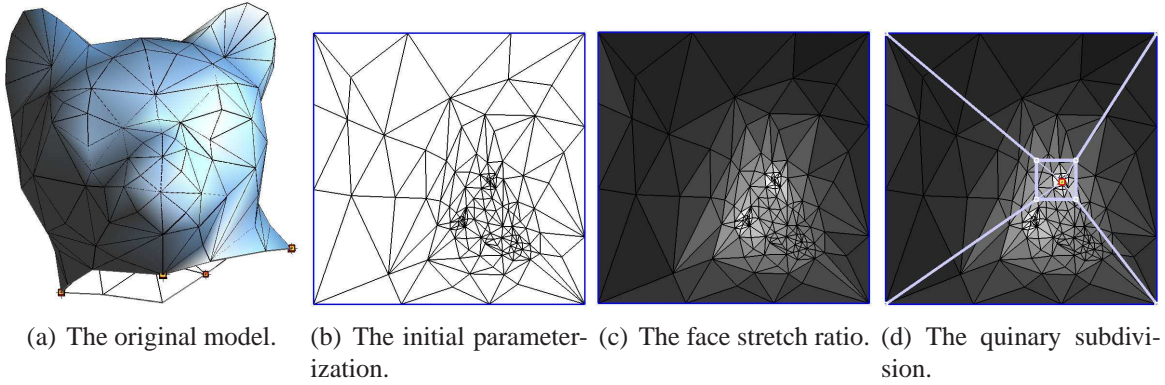 (a) The original model.
(b) The initial parameter-
ization.
(c) The face stretch ratio.
(d) The quinary subdivi-
sion.